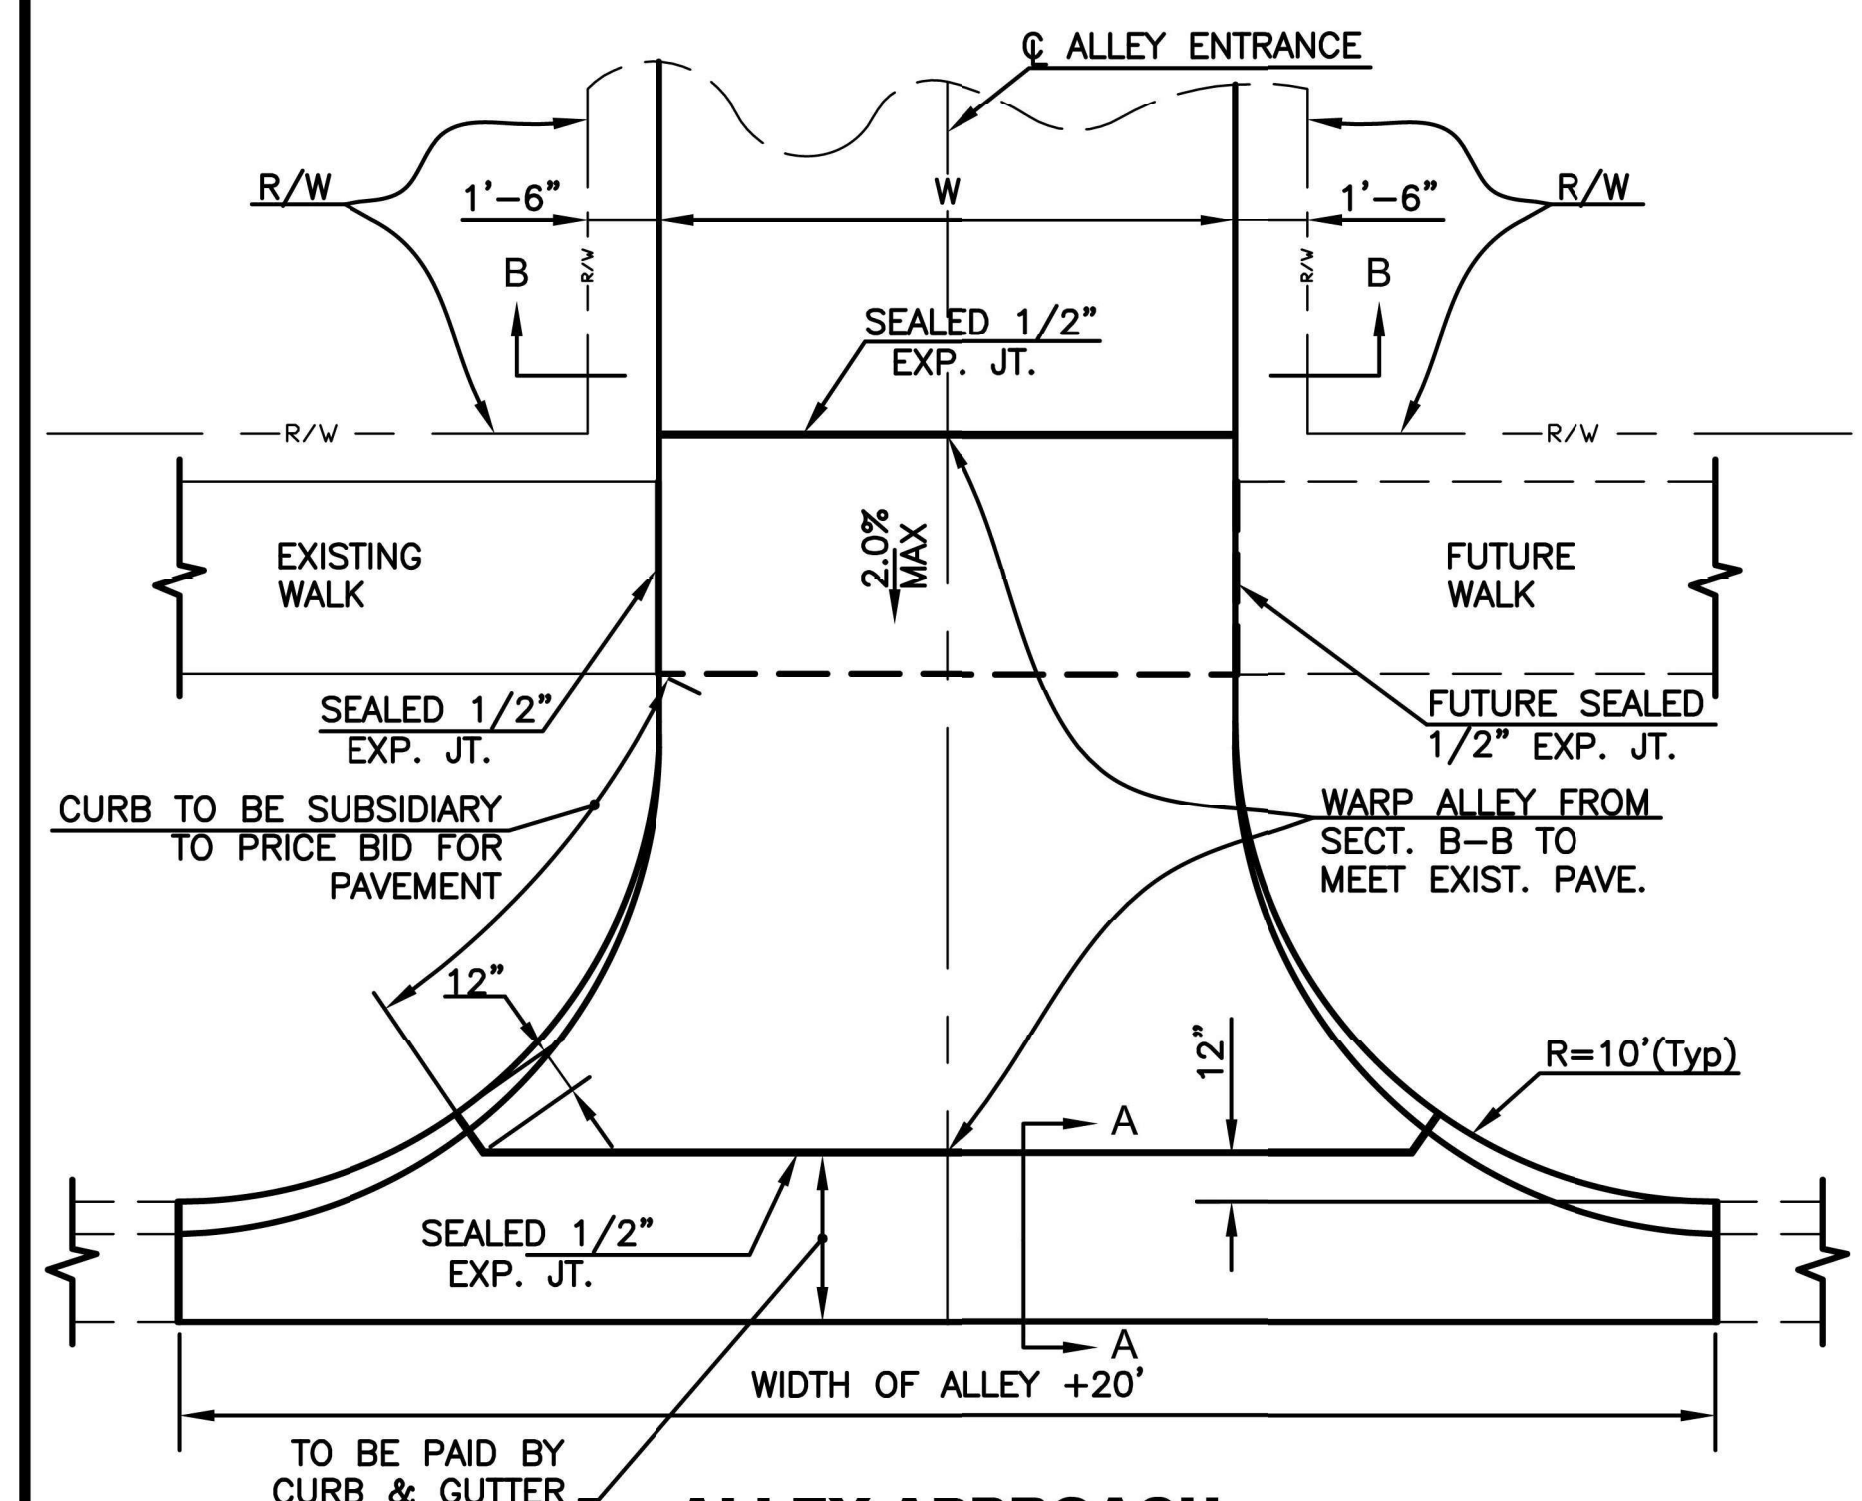 ℄ ALLEY ENTRANCE
R/W
1'-6"
W
1'-6"
R/W
B
R/W
R/W
B
SEALED 1/2"
EXP. JT.
R/W
R/W
EXISTING
WALK
2.0%
MAX
FUTURE
WALK
SEALED 1/2"
EXP. JT.
FUTURE SEALED
1/2" EXP. JT.
CURB TO BE SUBSIDIARY
TO PRICE BID FOR
PAVEMENT
WARP ALLEY FROM
SECT. B-B TO
MEET EXIST. PAVE.
12"
12"
R=10'(Typ)
A
SEALED 1/2"
EXP. JT.
A
WIDTH OF ALLEY +20'
TO BE PAID BY
CURB & GUTTER
ALLEY APPROACH